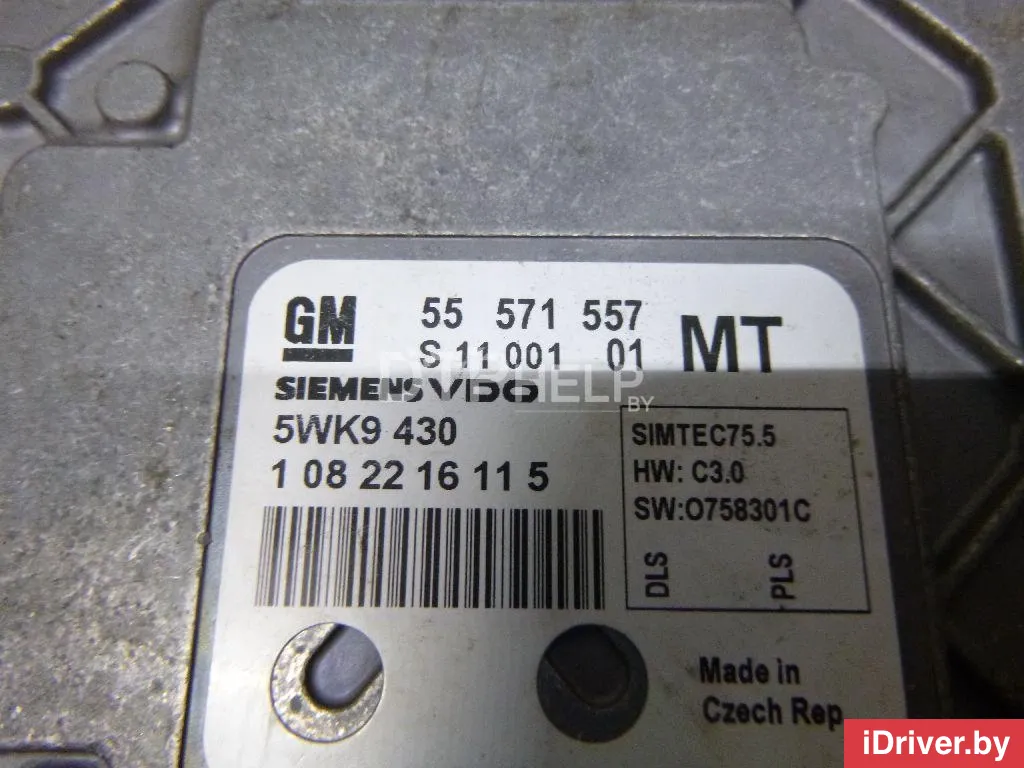 GM 55 571 557 MT
S 11 001 01
SIEMENS VDO
5WK9 430
1 08 22 16 11 5
SIMTEC75.5
HW: C3.0
SW:O758301C
DLS PLS
Made in
Czech Rep
BY
iDriver.by